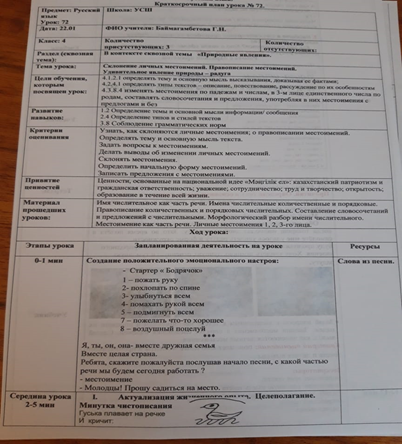 Краткосрочный план урока № 72.
Предмет: Русский язык
Урок: 72
Школа: УСШ
Дата: 22.01
ФИО учителя: Баймагамбетова Г.Н.
Класс: 4
Количество присутствующих: 3
Количество отсутствующих:
Раздел (сквозная тема):
В контексте сквозной темы «Природные явления».
Тема урока:
Склонение личных местоимений. Правописание местоимений.
Удивительное явление природы – радуга
Цели обучения, которым посвящен урок:
4.1.2.1 определять тему и основную мысль высказывания, доказывая ее фактами;
4.2.4.1 определять типы текстов – описание, повествование, рассуждение по их особенностям
4.3.8.4 изменять местоимения по падежам и числам, в 3-м лице единственного числа по
родам, составлять словосочетания и предложения, употребляя в них местоимения с
предлогами и без
Развитие навыков:
1.2 Определение темы и основной мысли информации/ сообщения
2.4 Определение типов и стилей текстов
3.8 Соблюдение грамматических норм
Критерии оценивания
Узнать, как склоняются личные местоимения; о правописании местоимений.
Определять тему и основную мысль текста.
Задать вопросы к местоимениям.
Делать выводы об изменении личных местоимений.
Склонять местоимения.
Определять начальную форму местоимений.
Записать предложения с местоимениями.
Привитие ценностей
Ценности, основанные на национальной идее «Мәңгілік ел»: казахстанский патриотизм и
гражданская ответственность; уважение; сотрудничество; труд и творчество; открытость;
образование в течение всей жизни.
Материал прошедших уроков:
Имя числительное как часть речи. Имена числительные количественные и порядковые.
Правописание количественных и порядковых числительных. Составление словосочетаний
и предложений с числительными. Морфологический разбор имени числительного.
Местоимение как часть речи. Личные местоимения 1, 2, 3-го лица.
Ход урока:
Этапы урока
Запланированная деятельность на уроке
Ресурсы
0-1 мин
Создание положительного эмоционального настроя:
Слова из песни.
- Стартер « Бодрячок»
1 – пожать руку
2- похлопать по спине
3- улыбнуться всем
4- помахать рукой всем
5 – подмигнуть всем
7 – пожелать что-то хорошее
8 – воздушный поцелуй
***
Я, ты, он, она- вместе дружная семья
Вместе целая страна.
Ребята, скажите пожалуйста послушав начало песни, с какой частью
речи мы будем сегодня работать ?
- местоимение
- Молодцы! Прошу садиться на место.
Середина урока
2-5 мин
I. Актуализация Целеполагание.
Минутка чистописания
Гуська плавает на речке
И кричит: